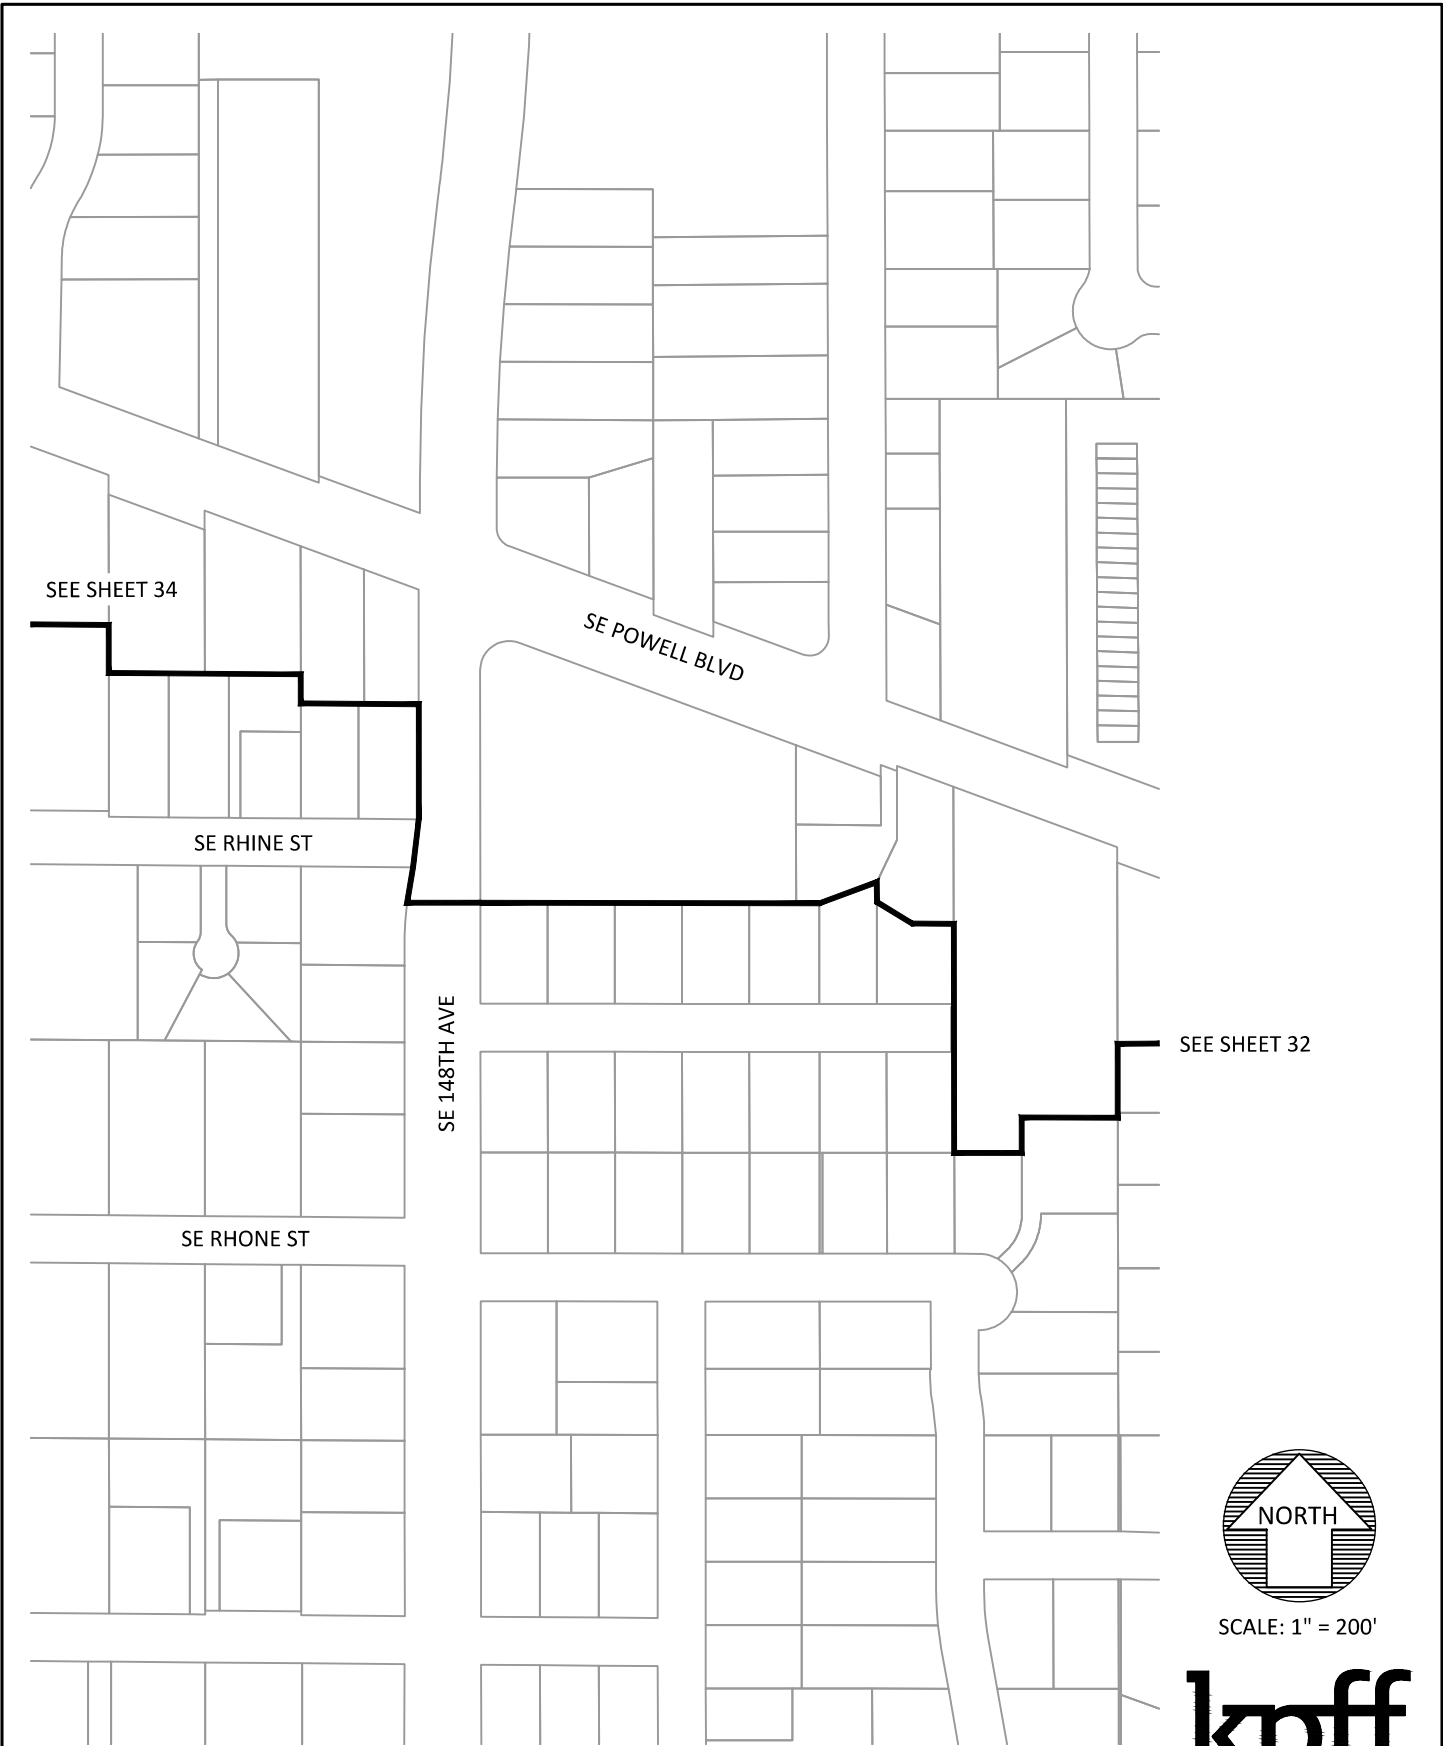 SEE SHEET 34
SE POWELL BLVD
SE RHINE ST
SE 148TH AVE
SEE SHEET 32
SE RHONE ST
NORTH
SCALE: 1" = 200'
kpff